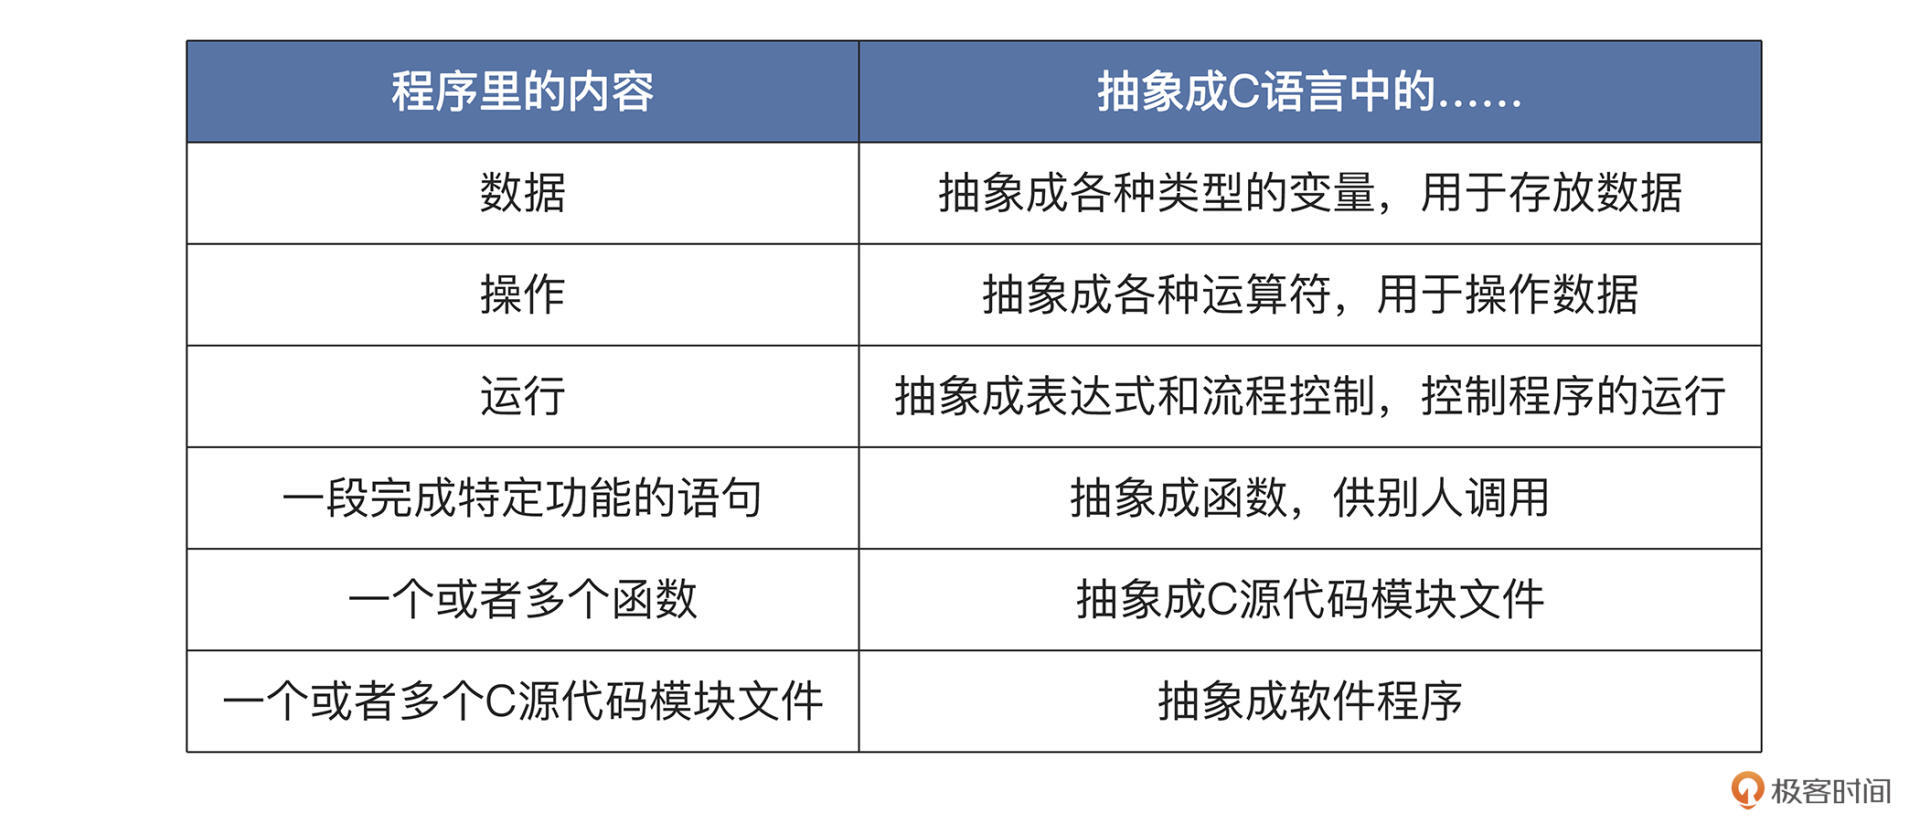 程序里的内容
抽象成C语言中的……
数据
抽象成各种类型的变量，用于存放数据
操作
抽象成各种运算符，用于操作数据
运行
抽象成表达式和流程控制，控制程序的运行
一段完成特定功能的语句
抽象成函数，供别人调用
一个或者多个函数
抽象成C源代码模块文件
一个或者多个C源代码模块文件
抽象成软件程序
极客时间